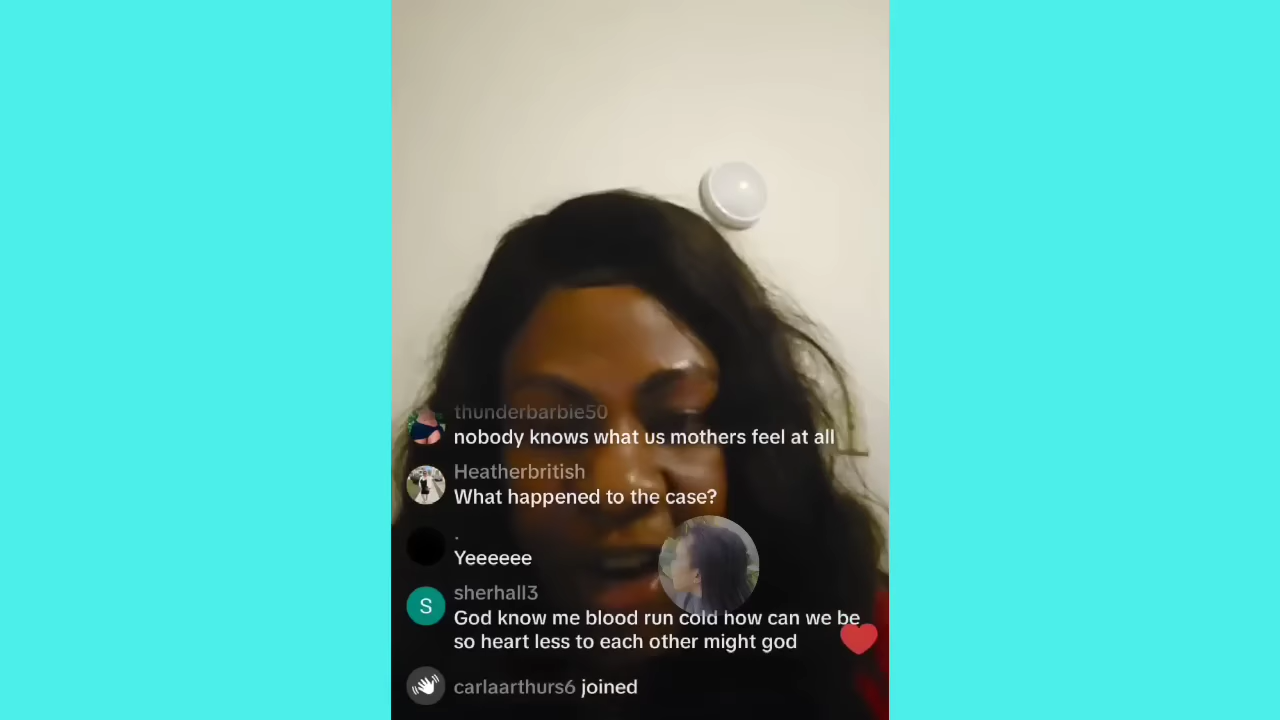 thunderbarbie50
nobody knows what us mothers feel at all
Heatherbritish
What happened to the case?
.
Yeeeeee
S
sherhall3
God know me blood run cold how can we be
so heart less to each other might god
carlaarthurs6 joined